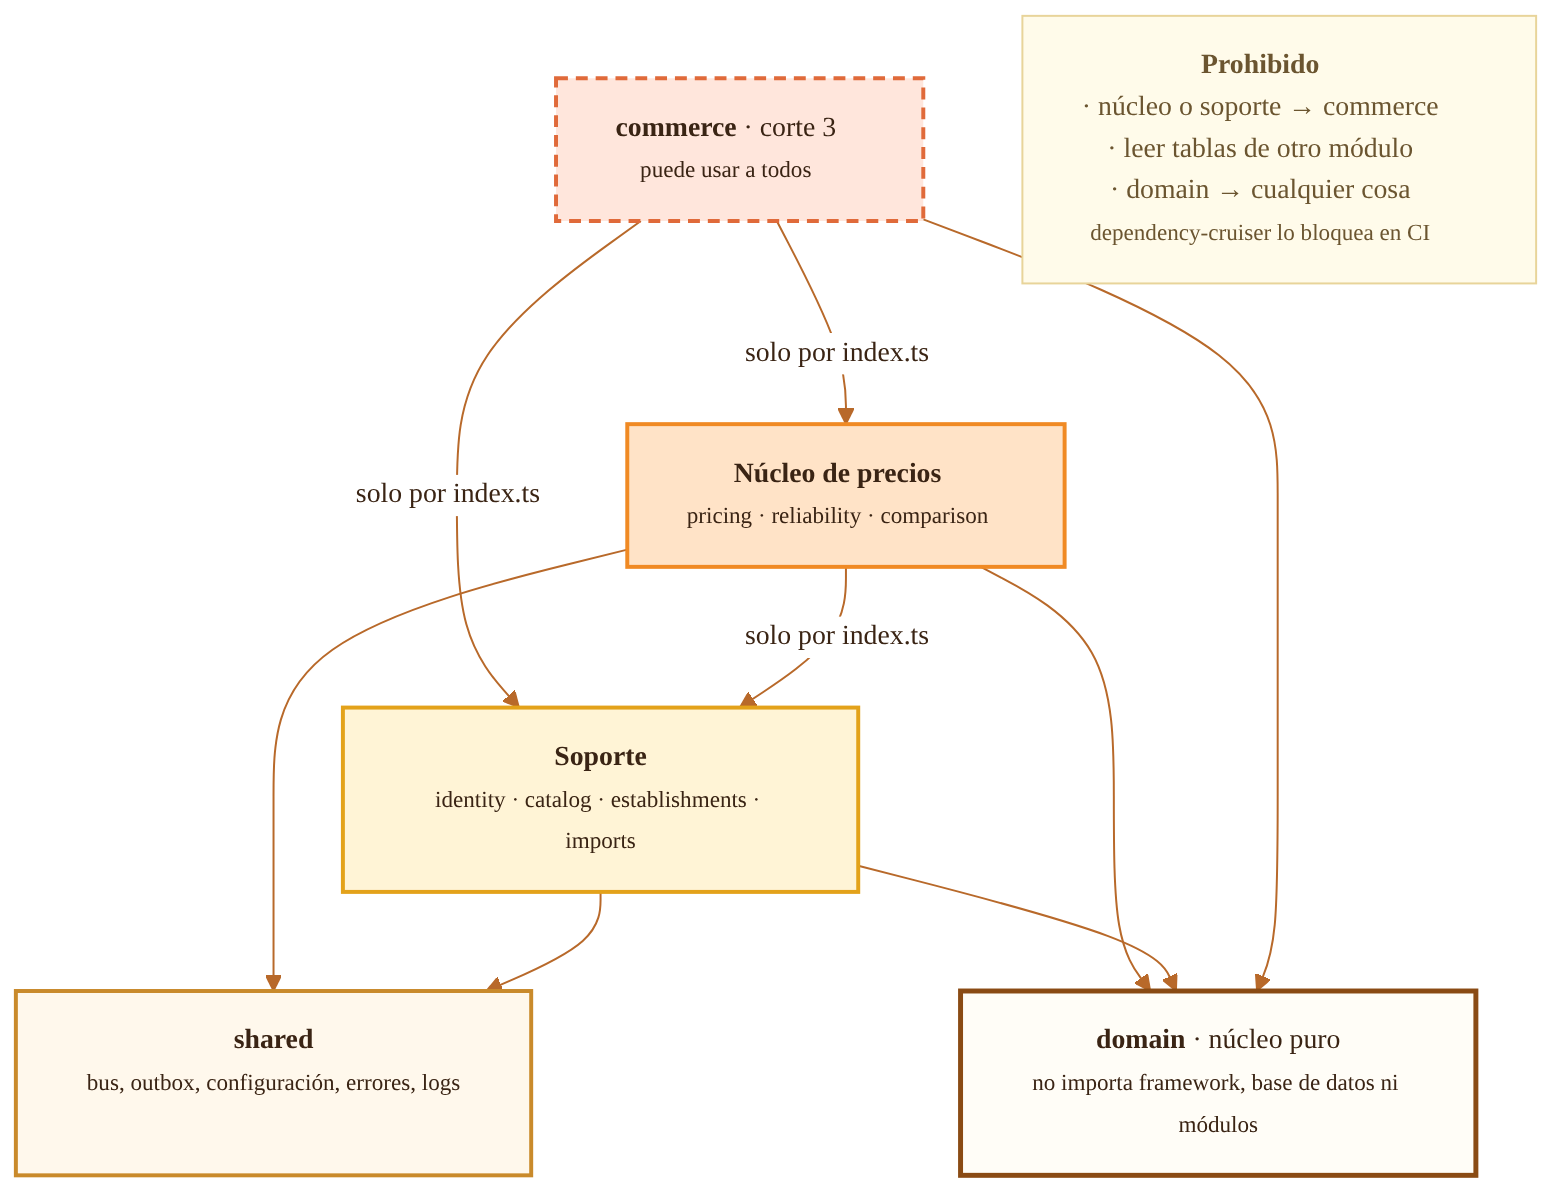 Prohibido
· núcleo o soporte → commerce
· leer tablas de otro módulo
· domain → cualquier cosa
dependency-cruiser lo bloquea en CI
commerce · corte 3
puede usar a todos
solo por index.ts
Núcleo de precios
pricing · reliability · comparison
solo por index.ts
solo por index.ts
Soporte
identity · catalog · establishments ·
imports
shared
bus, outbox, configuración, errores, logs
domain · núcleo puro
no importa framework, base de datos ni
módulos